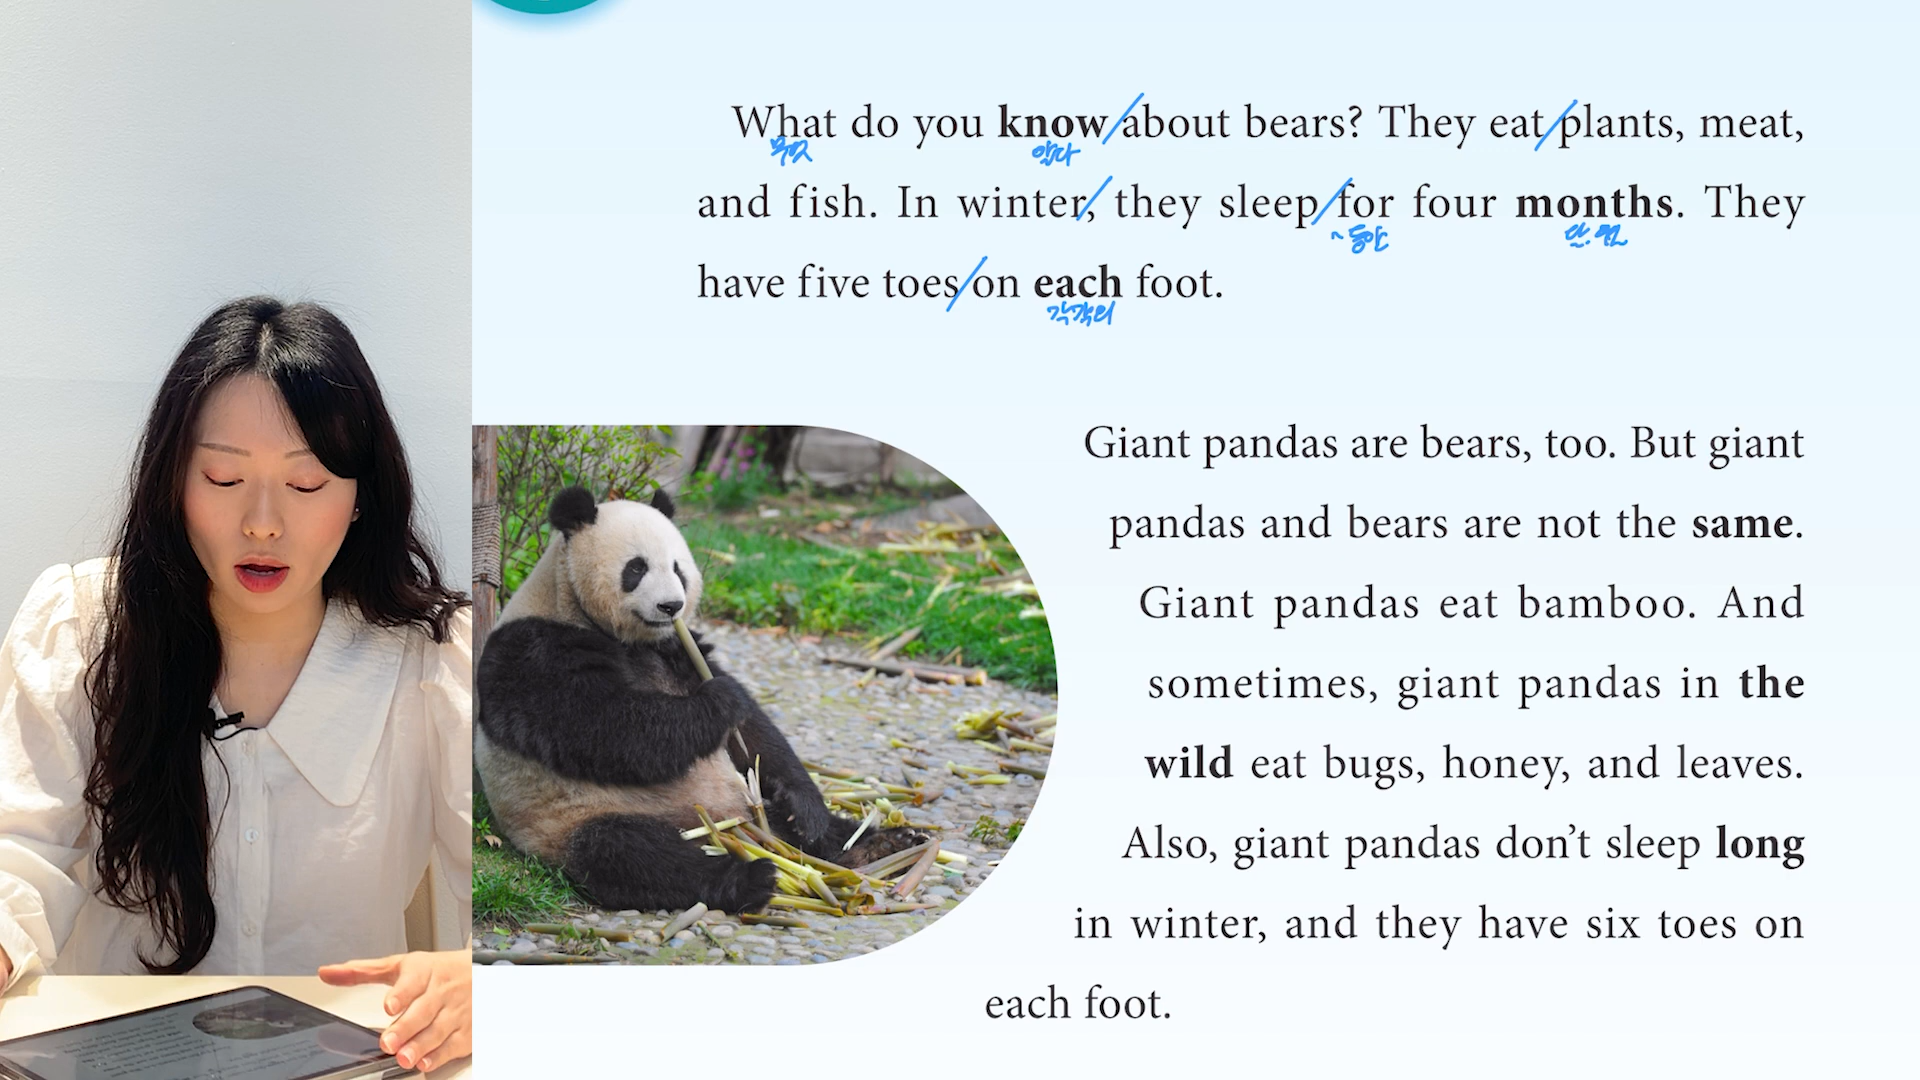 What do you know about bears? They eat plants, meat,
무엇 알다
and fish. In winter, they sleep for four months. They
~동안 달, 월
have five toes on each foot.
각각의
Giant pandas are bears, too. But giant
pandas and bears are not the same.
Giant pandas eat bamboo. And
sometimes, giant pandas in the
wild eat bugs, honey, and leaves.
Also, giant pandas don’t sleep long
in winter, and they have six toes on
each foot.